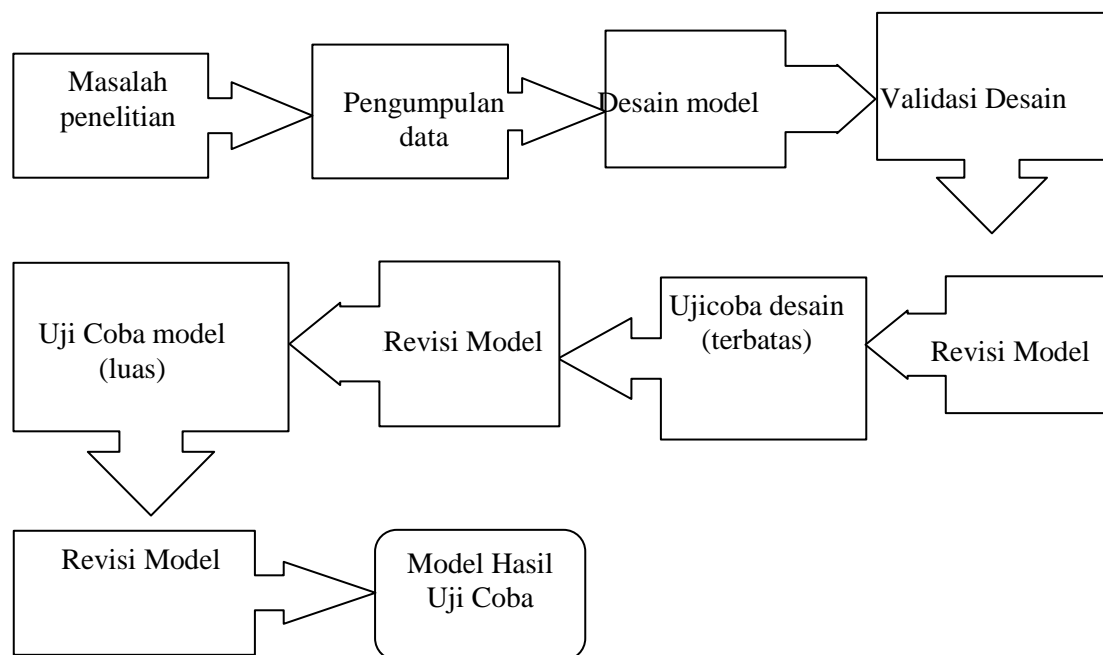 Masalah
penelitian
Pengumpulan
data
Desain model
Validasi Desain
Revisi Model
Ujicoba desain
(terbatas)
Revisi Model
Uji Coba model
(luas)
Revisi Model
Model Hasil
Uji Coba